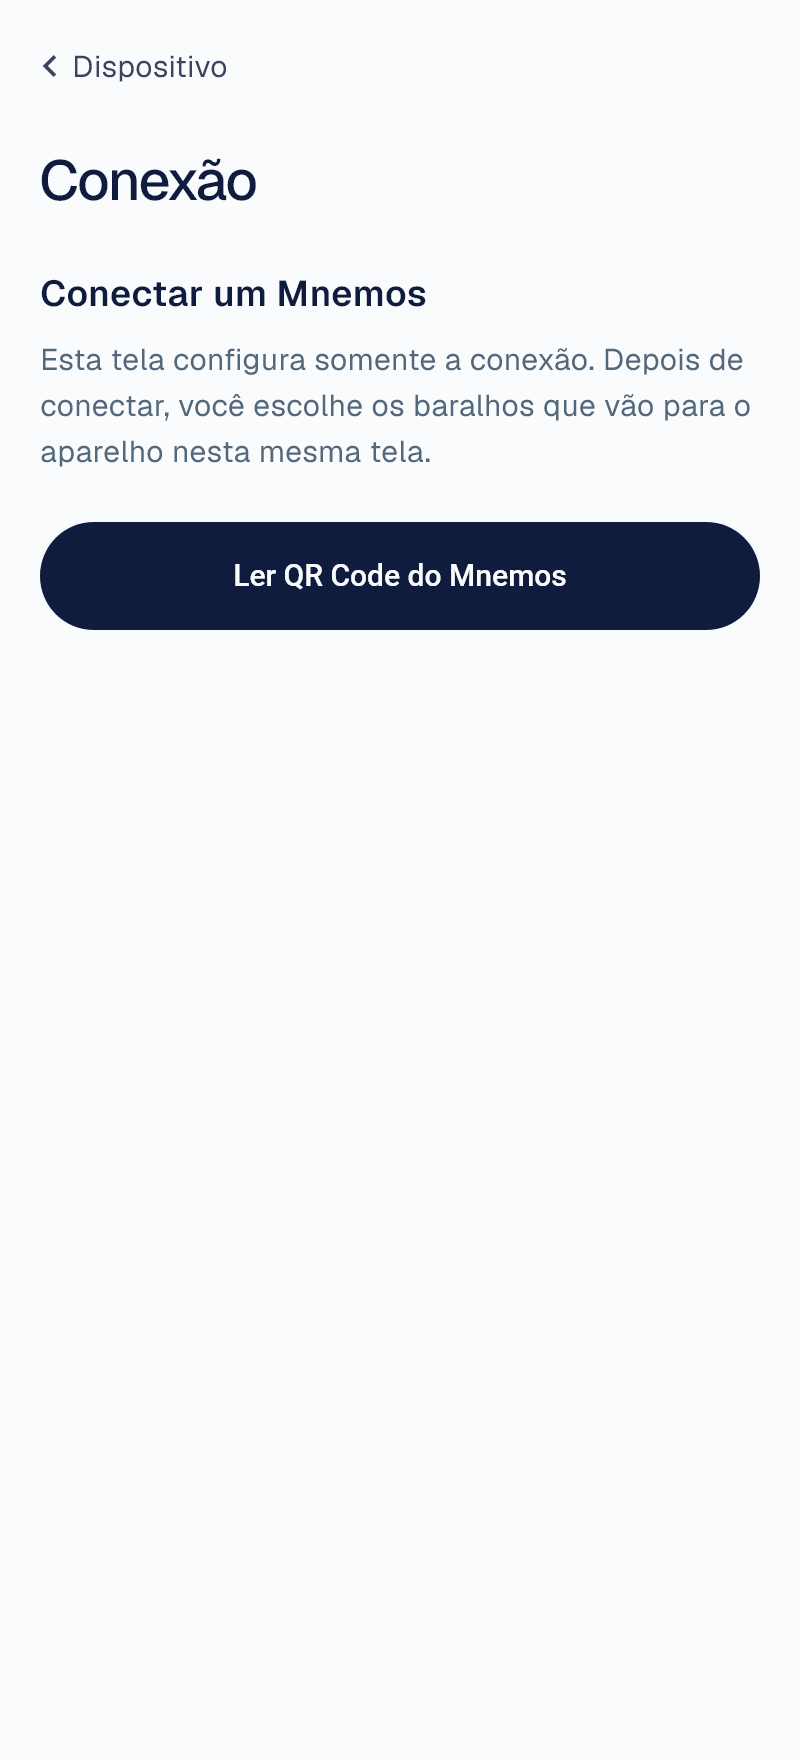 Dispositivo
Conexão
Conectar um Mnemos
Esta tela configura somente a conexão. Depois de
conectar, você escolhe os baralhos que vão para o
aparelho nesta mesma tela.
Ler QR Code do Mnemos